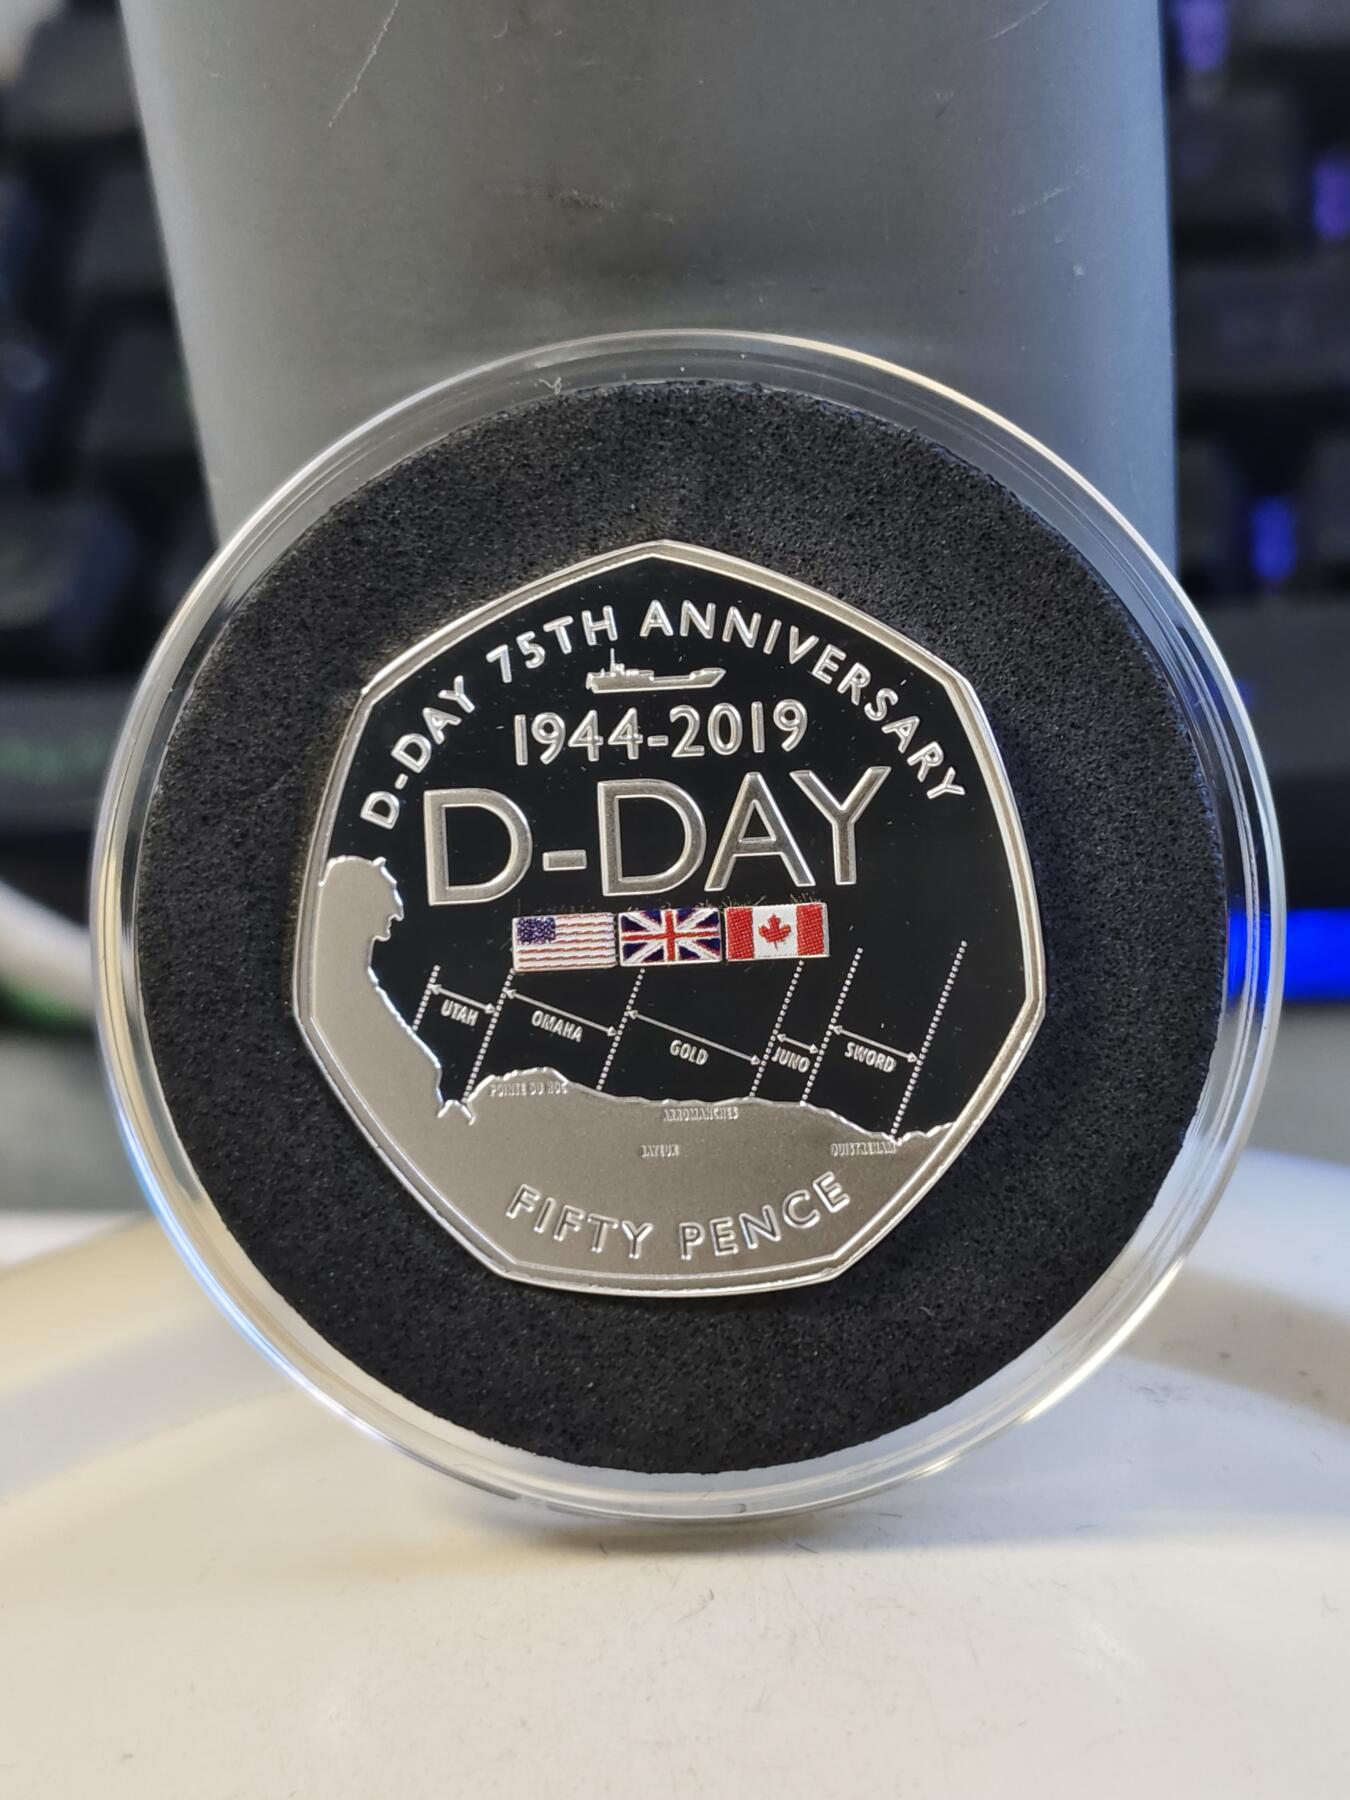 D-DAY 75TH ANNIVERSARY
1944-2019
D-DAY
UTAH
OMAHA
GOLD
JUNO
SWORD
POINTE DU HOC
ARROMANCHES
BAYEUX
OUISTREHAM
FIFTY PENCE